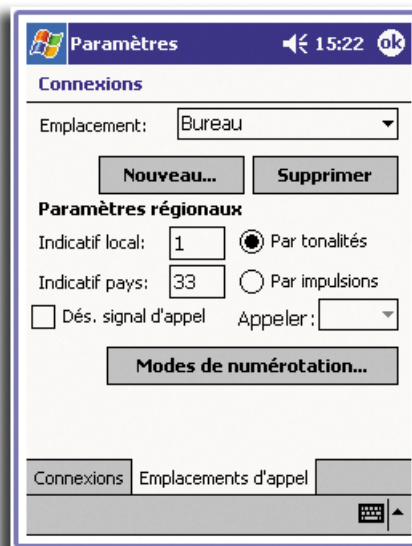 Paramètres 15:22 ok
Connexions
Emplacement: Bureau
Nouveau... Supprimer
Paramètres régionaux
Indicatif local: 1 Par tonalités
Indicatif pays: 33 Par impulsions
Dés. signal d'appel Appeler:
Modes de numérotation...
Connexions Emplacements d'appel